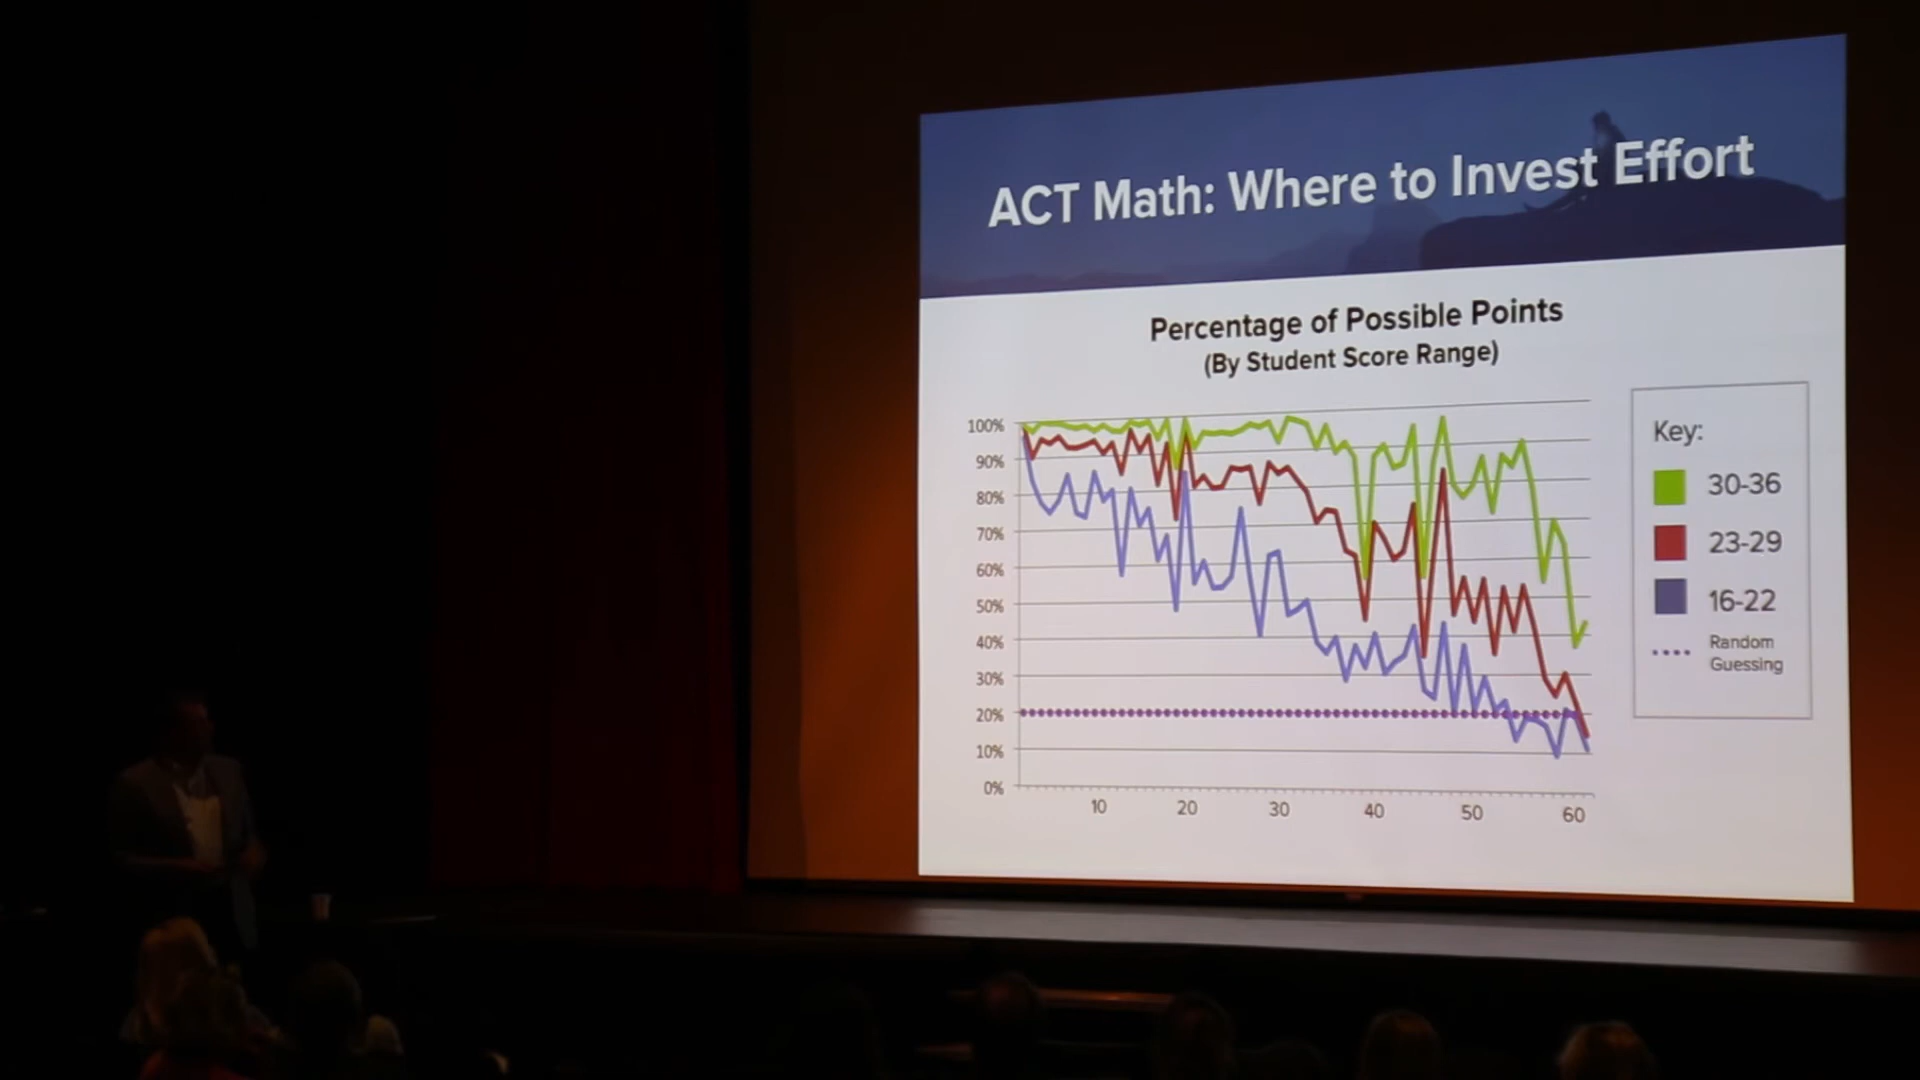 ACT Math: Where to Invest Effort
Percentage of Possible Points
(By Student Score Range)
100%
90%
80%
70%
60%
50%
40%
30%
20%
10%
0%
10 20 30 40 50 60
Key:
30-36
23-29
16-22
Random
Guessing